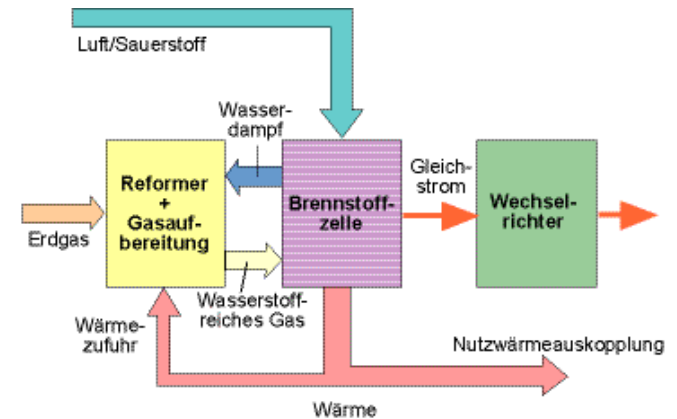 Luft/Sauerstoff
Wasser-
dampf
Gleich-
strom
Reformer
+
Gasauf-
bereitung
Brennstoff-
zelle
Wechsel-
richter
Erdgas
Wasserstoff-
reiches Gas
Wärme-
zufuhr
Nutzwärmeauskopplung
Wärme